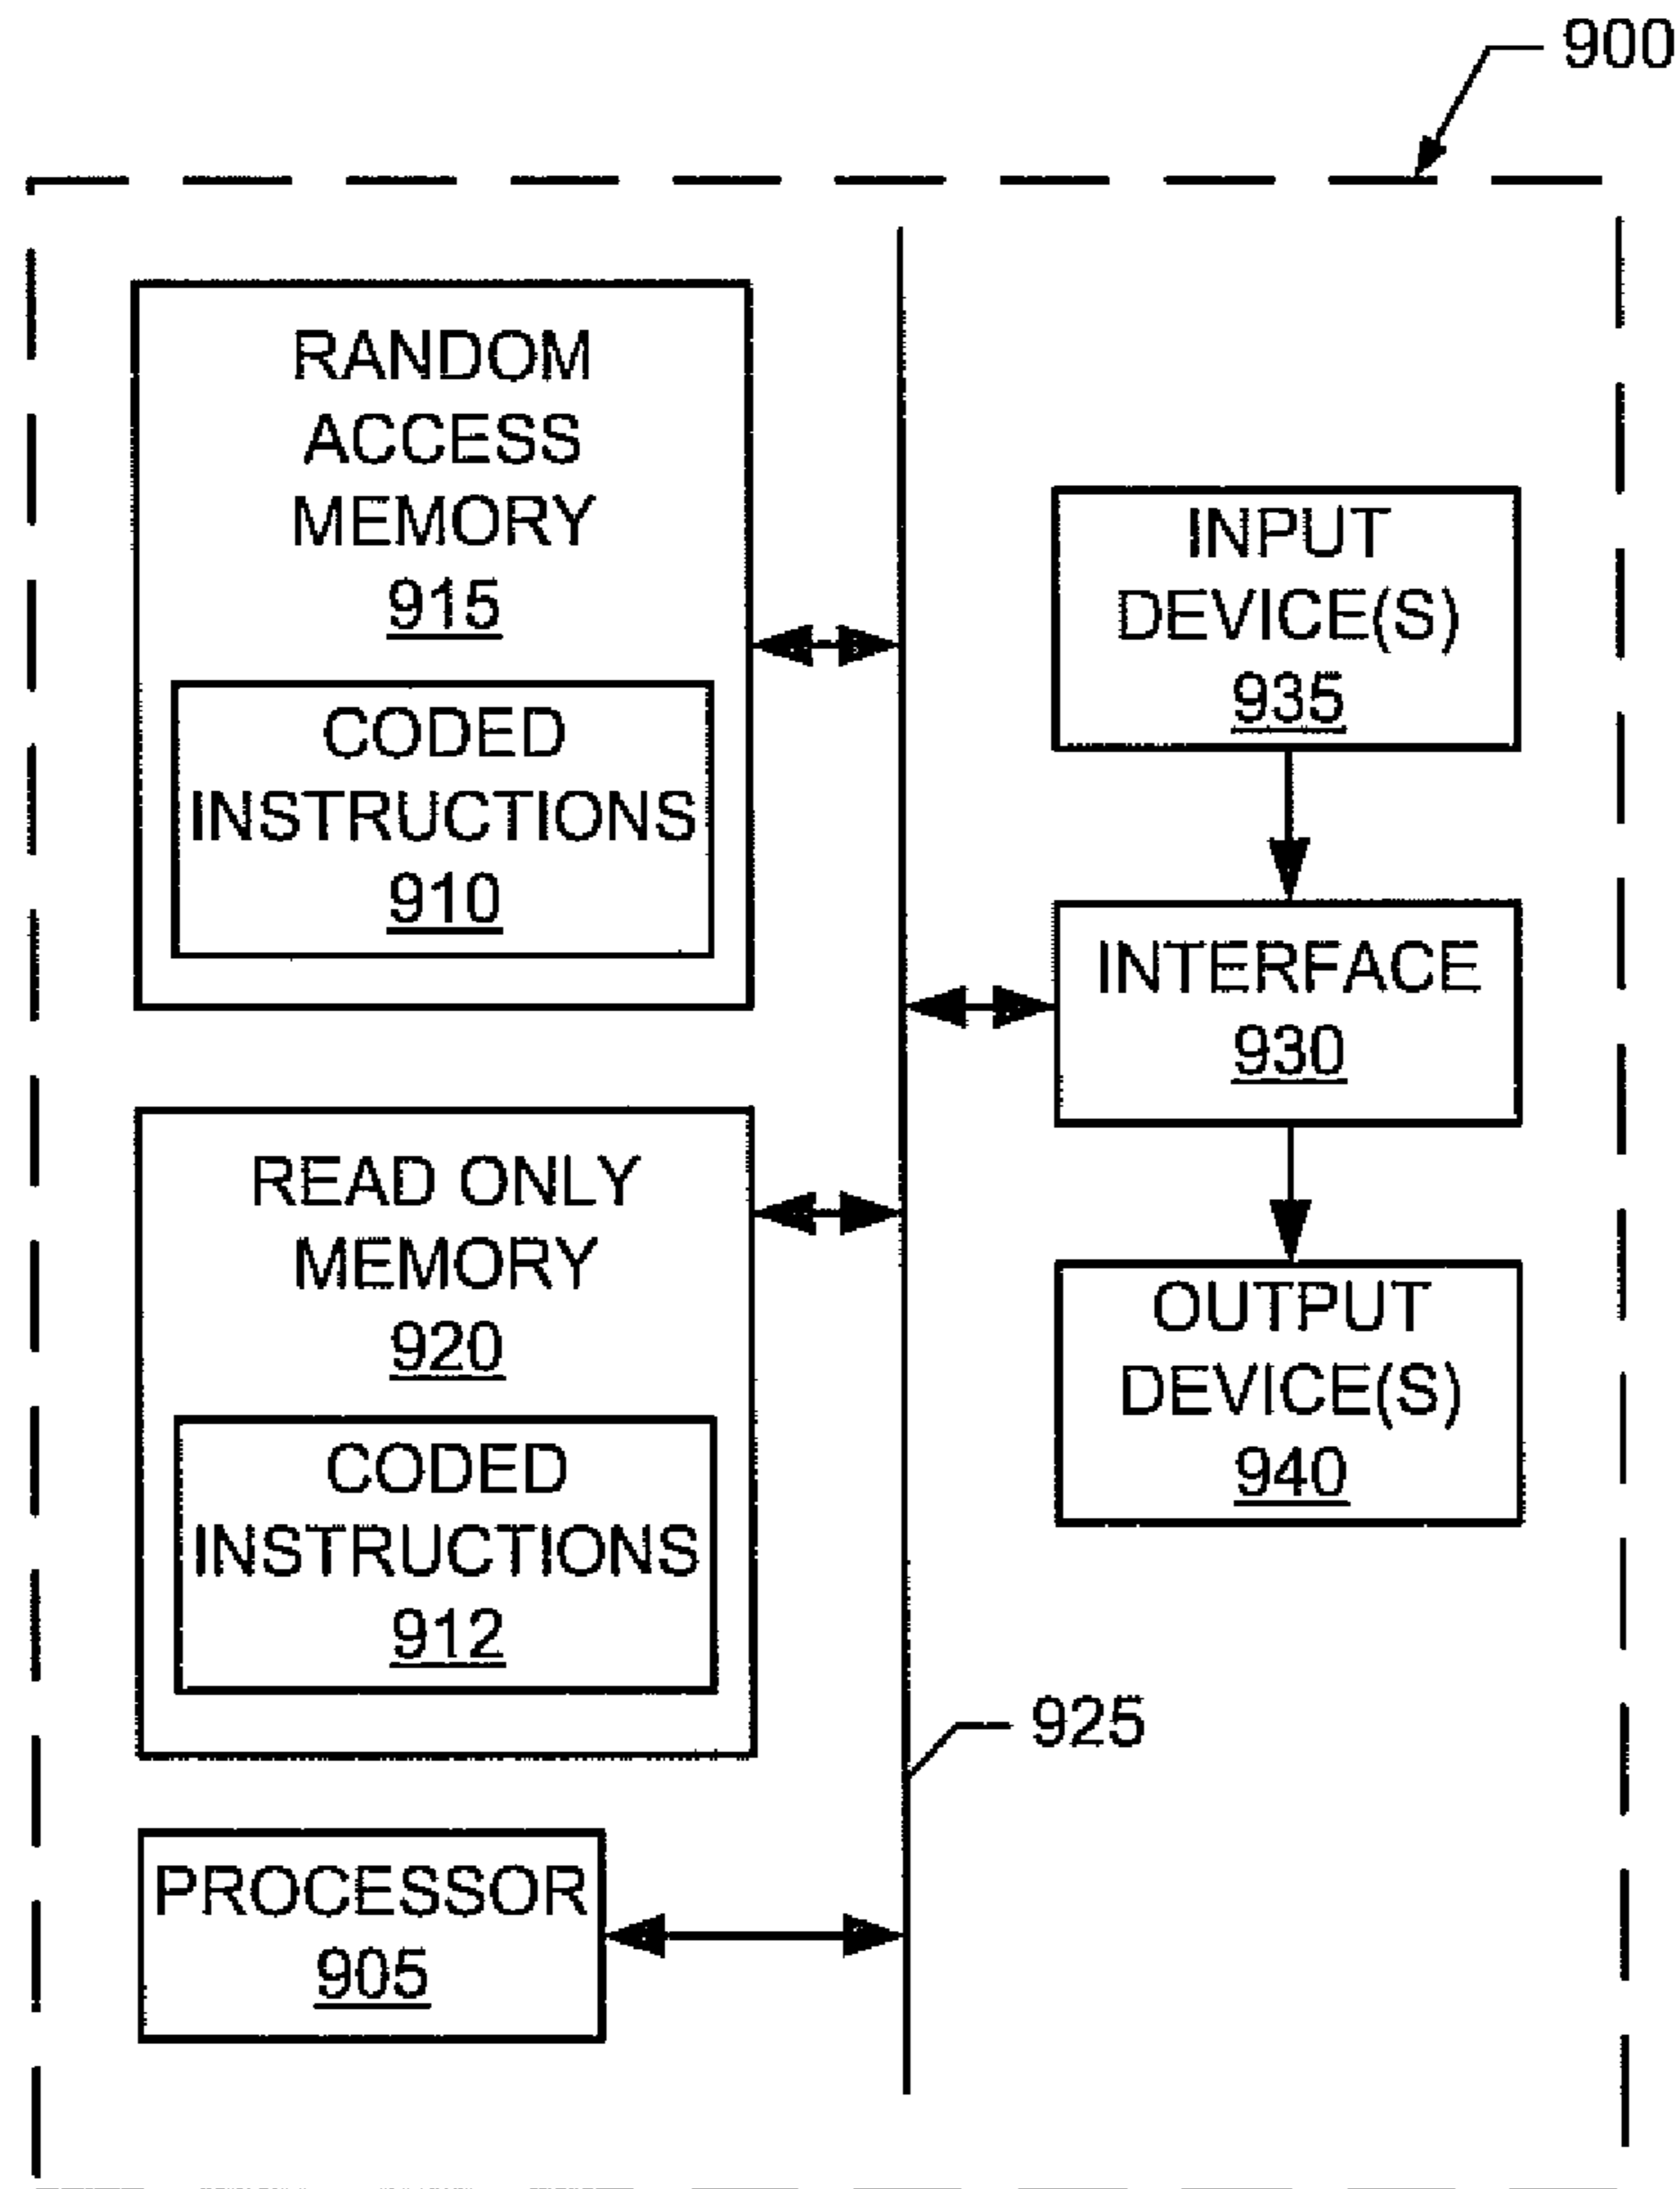 900
RANDOM
ACCESS
MEMORY
915
CODED
INSTRUCTIONS
910
READ ONLY
MEMORY
920
CODED
INSTRUCTIONS
912
PROCESSOR
905
INPUT
DEVICE(S)
935
INTERFACE
930
OUTPUT
DEVICE(S)
940
925